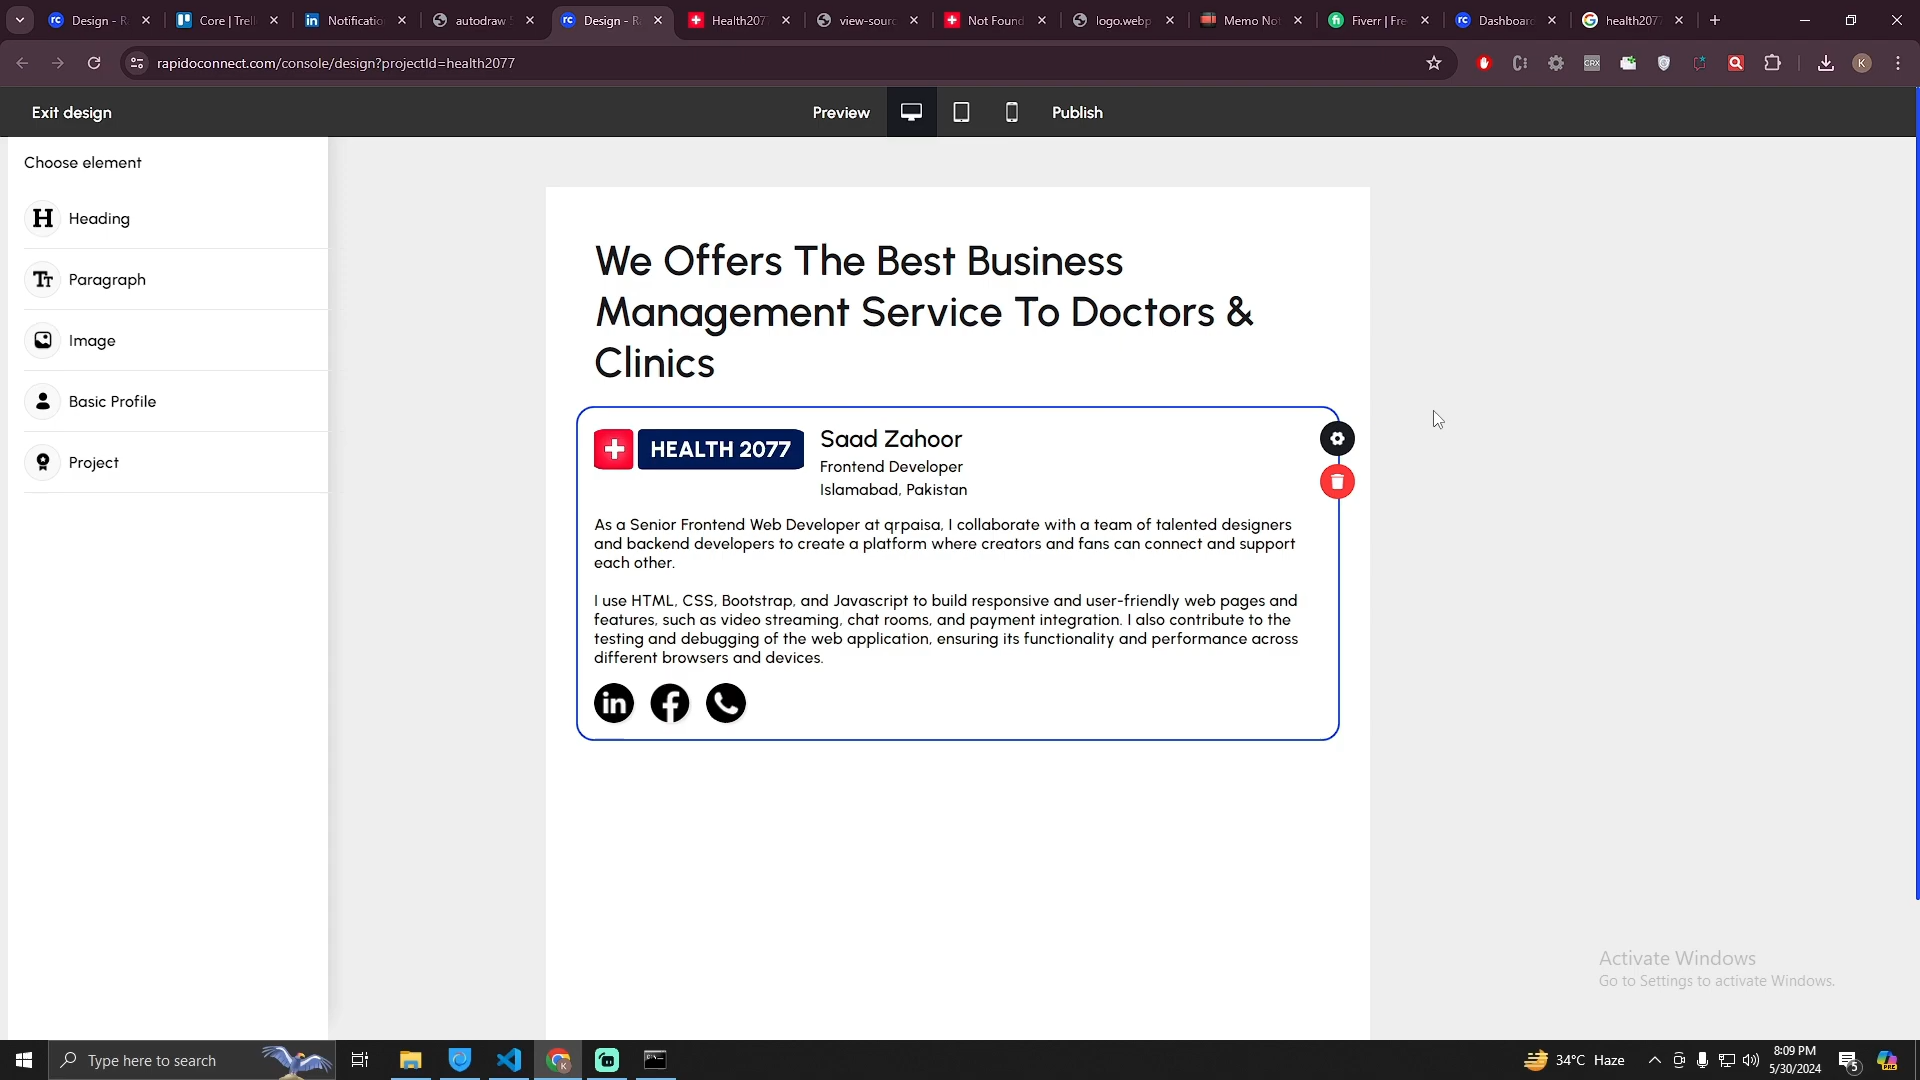 Design - R
Core | Trell
Notificatio
autodraw
Design - R
Health207
view-sourc
Not Found
logo.webp
Memo Not
Fiverr | Fre
Dashboard
health207
rapidoconnect.com/console/design?projectId=health2077
CRX
K
Exit design
Preview
Publish
Choose element
H Heading
TT Paragraph
Image
Basic Profile
Project
We Offers The Best Business
Management Service To Doctors &
Clinics
HEALTH 2077
Saad Zahoor
Frontend Developer
Islamabad, Pakistan
As a Senior Frontend Web Developer at qrpaisa, I collaborate with a team of talented designers
and backend developers to create a platform where creators and fans can connect and support
each other.
I use HTML, CSS, Bootstrap, and Javascript to build responsive and user-friendly web pages and
features, such as video streaming, chat rooms, and payment integration. I also contribute to the
testing and debugging of the web application, ensuring its functionality and performance across
different browsers and devices.
in f
Activate Windows
Go to Settings to activate Windows.
Type here to search
34°C Haze
8:09 PM
5/30/2024
5